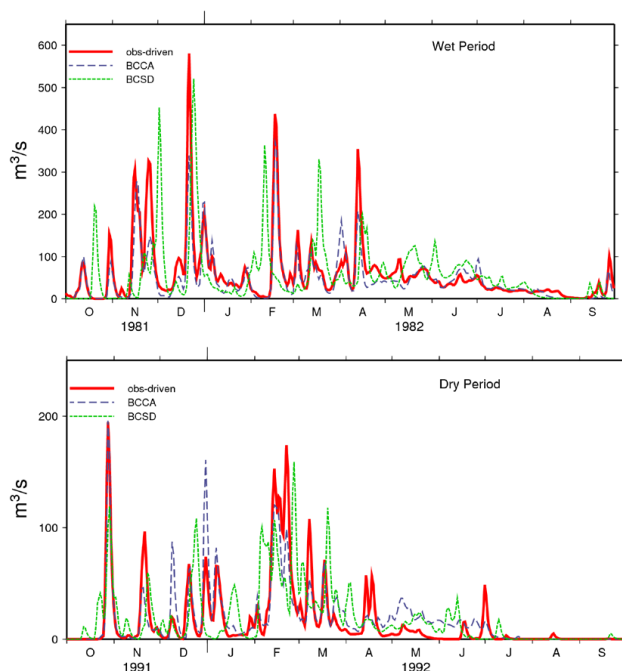 600
500
400
300
200
100
0
m³/s
obs-driven
BCCA
BCSD
Wet Period
O N D J F M A M J J A S
1981 1982
200
100
0
m³/s
obs-driven
BCCA
BCSD
Dry Period
O N D J F M A M J J A S
1991 1992